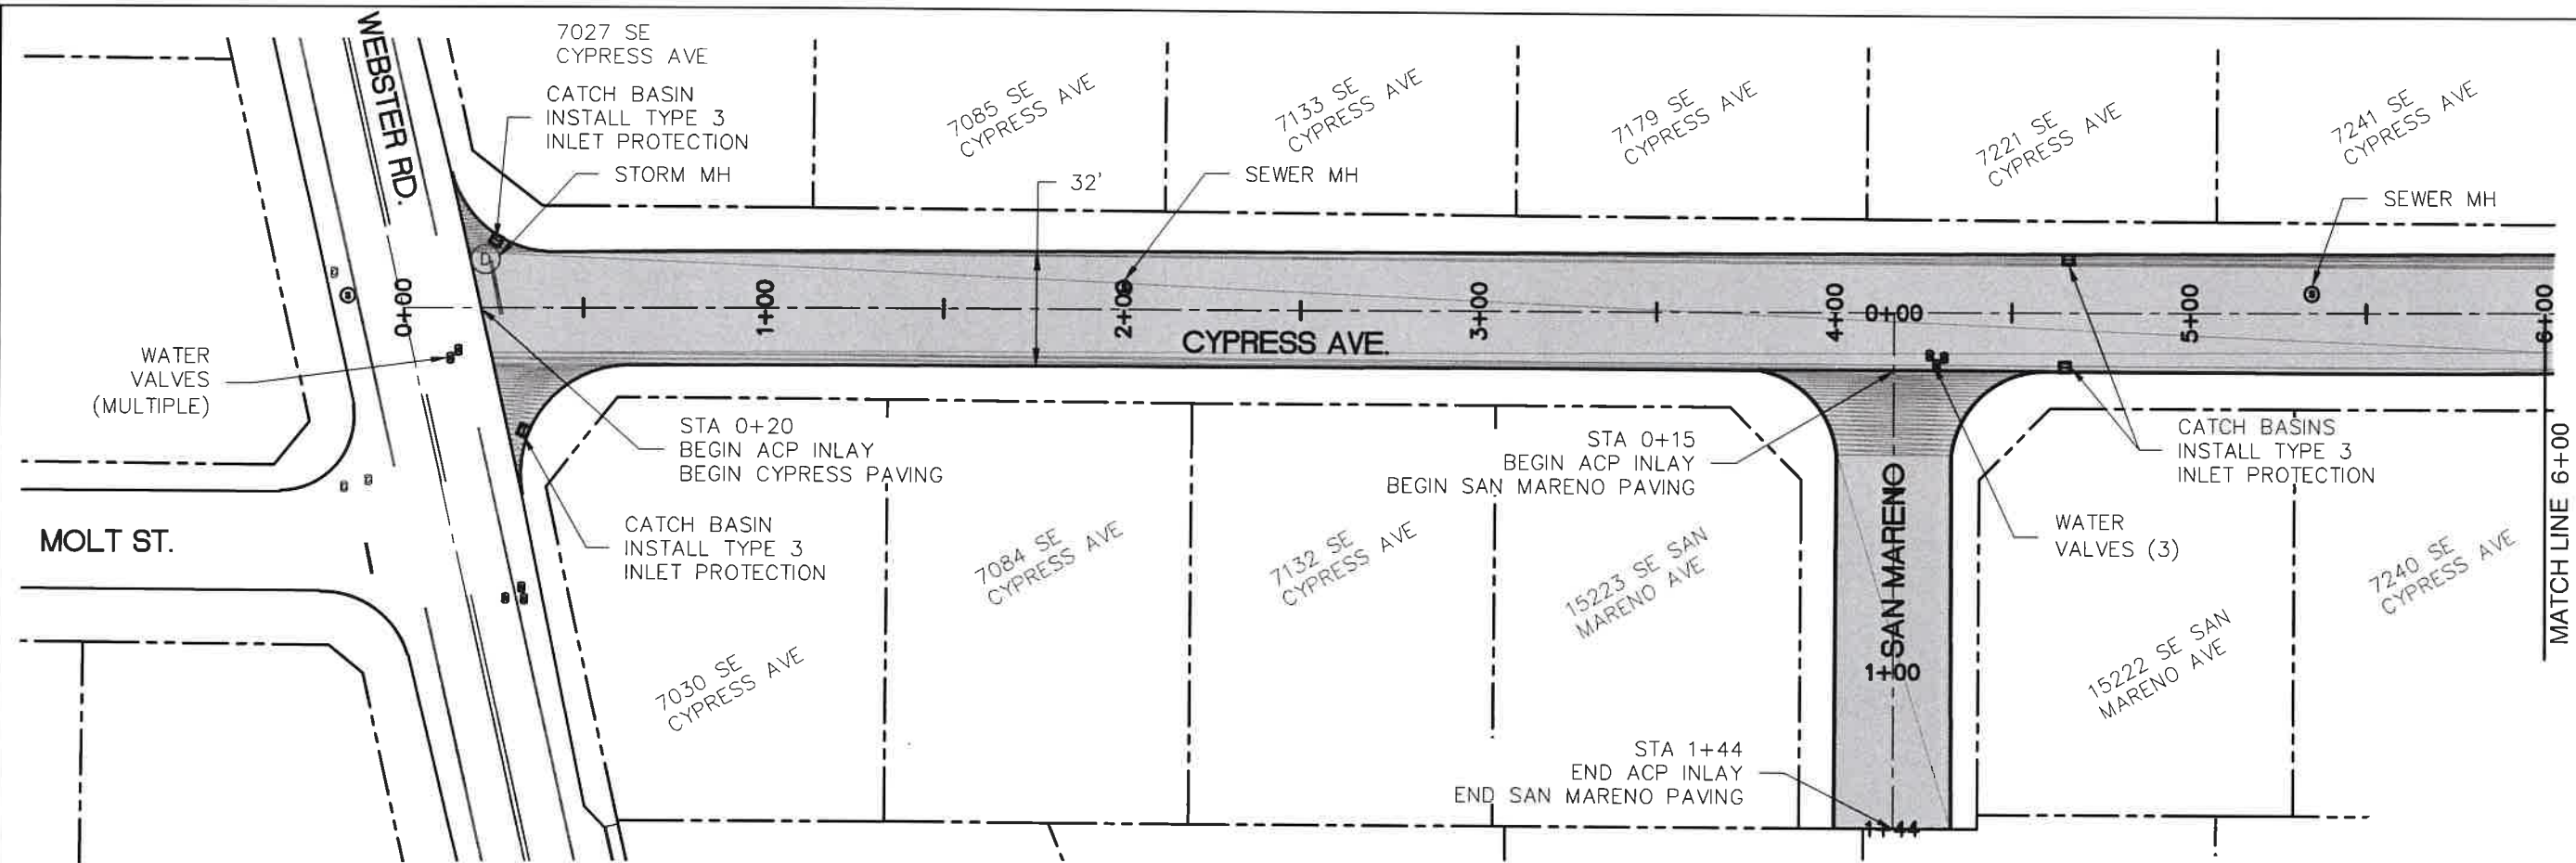 WEBSTER RD.
7027 SE
CYPRESS AVE
CATCH BASIN
INSTALL TYPE 3
INLET PROTECTION
STORM MH
7085 SE
CYPRESS AVE
7133 SE
CYPRESS AVE
7179 SE
CYPRESS AVE
7221 SE
CYPRESS AVE
7241 SE
CYPRESS AVE
32'
SEWER MH
SEWER MH
D
0+00
1+00
2+00
3+00
4+00
0+00
5+00
6+00
CYPRESS AVE.
WATER
VALVES
(MULTIPLE)
STA 0+20
BEGIN ACP INLAY
BEGIN CYPRESS PAVING
STA 0+15
BEGIN ACP INLAY
BEGIN SAN MARENO PAVING
CATCH BASINS
INSTALL TYPE 3
INLET PROTECTION
MATCH LINE 6+00
MOLT ST.
CATCH BASIN
INSTALL TYPE 3
INLET PROTECTION
WATER
VALVES (3)
7030 SE
CYPRESS AVE
7084 SE
CYPRESS AVE
7132 SE
CYPRESS AVE
15223 SE SAN
MARENO AVE
SAN MARENO
1+00
15222 SE SAN
MARENO AVE
7240 SE
CYPRESS AVE
STA 1+44
END ACP INLAY
END SAN MARENO PAVING
1+44